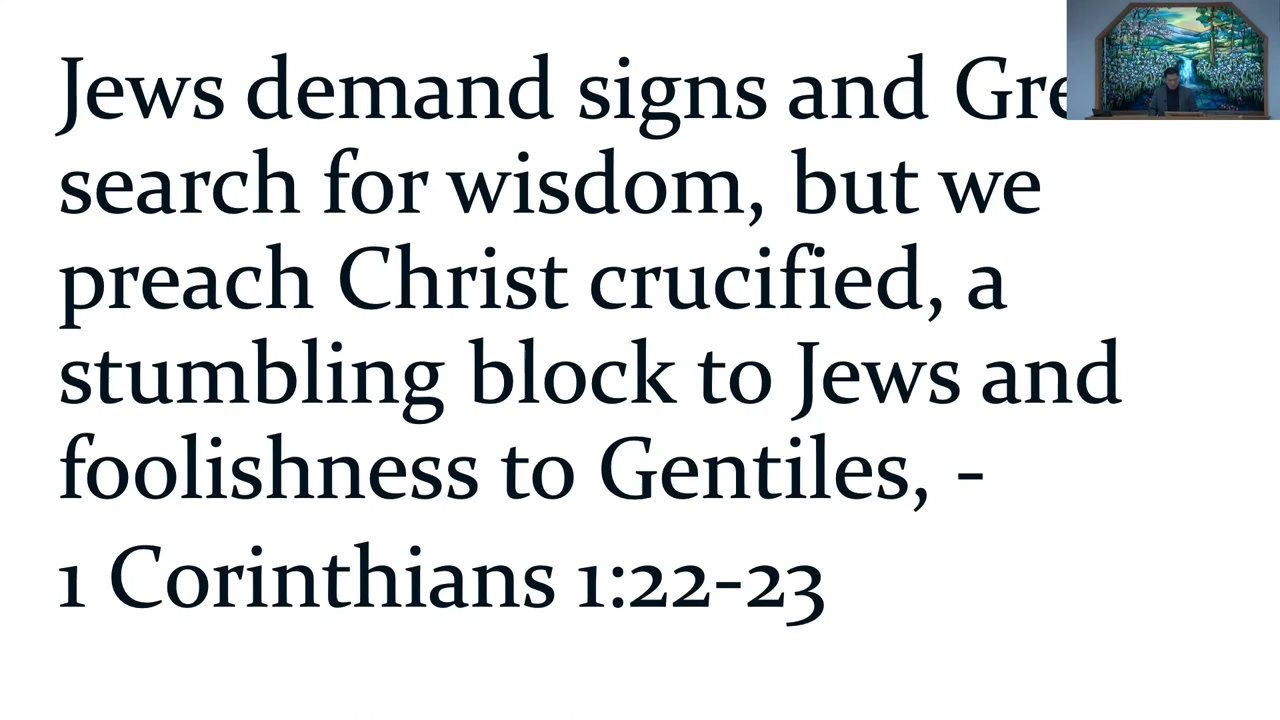 Jews demand signs and
search for wisdom, but we
preach Christ crucified, a
stumbling block to Jews and
foolishness to Gentiles, -
1 Corinthians 1:22-23